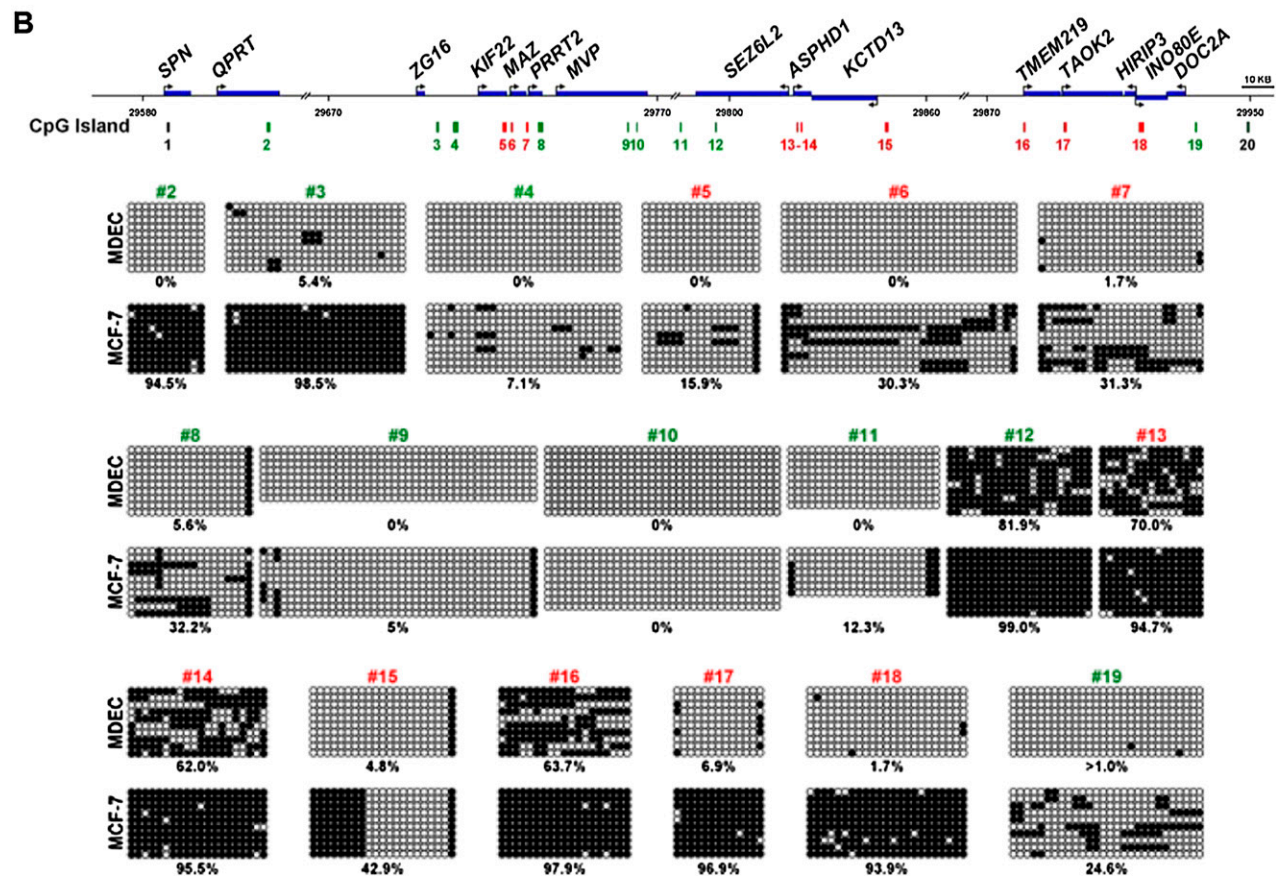 B
SPN QPRT ZG16 KIF22 MAZ PRRT2 MVP SEZ6L2 ASPHD1 KCTD13 TMEM219 TAOK2 HIRIP3 INO80E DOC2A
10 KB
29580 29670 29770 29800 29860 29870 29950
CpG Island
1 2 3 4 5 6 7 8 9 10 11 12 13-14 15 16 17 18 19 20
#2 #3 #4 #5 #6 #7
MDEC
0% 5.4% 0% 0% 0% 1.7%
MCF-7
94.5% 98.5% 7.1% 15.9% 30.3% 31.3%
#8 #9 #10 #11 #12 #13
MDEC
5.6% 0% 0% 0% 81.9% 70.0%
MCF-7
32.2% 5% 0% 12.3% 99.0% 94.7%
#14 #15 #16 #17 #18 #19
MDEC
62.0% 4.8% 63.7% 6.9% 1.7% >1.0%
MCF-7
95.5% 42.9% 97.9% 96.9% 93.9% 24.6%